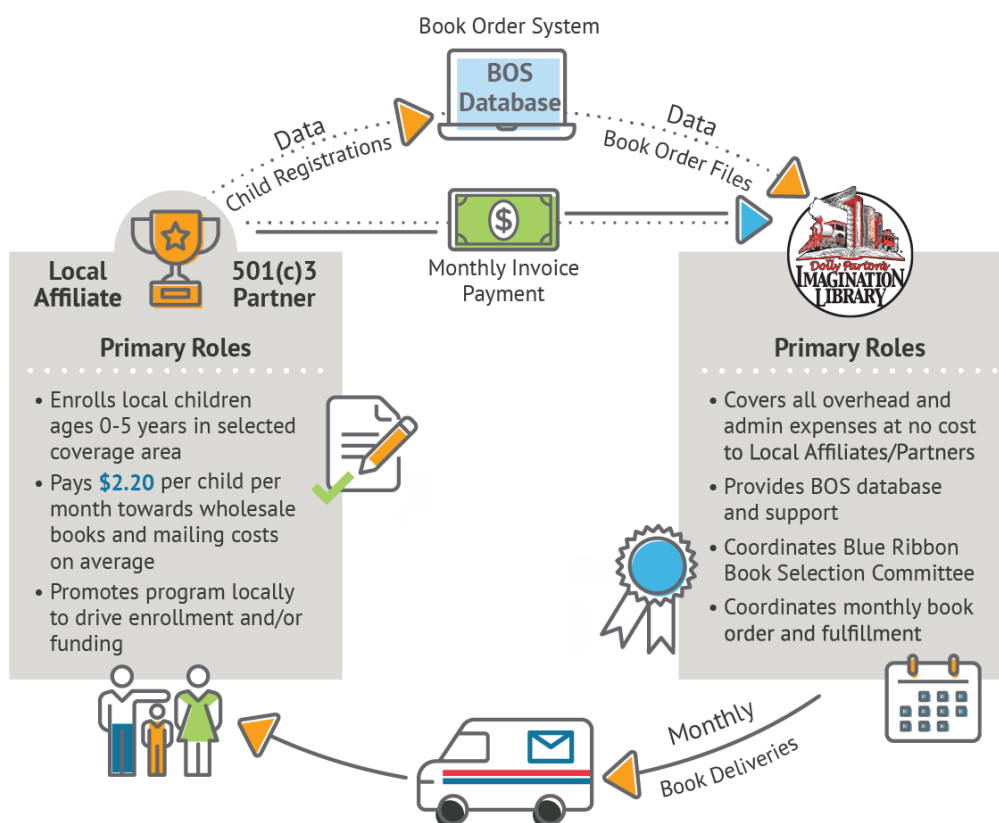 Book Order System
BOS
Database
Data
Child Registrations
Data
Book Order Files
$
Monthly Invoice
Payment
Local
Affiliate
501(c)3
Partner
Primary Roles
• Enrolls local children
ages 0-5 years in selected
coverage area
• Pays $2.20 per child per
month towards wholesale
books and mailing costs
on average
• Promotes program locally
to drive enrollment and/or
funding
Dolly Parton's
IMAGINATION
LIBRARY
Primary Roles
• Covers all overhead and
admin expenses at no cost
to Local Affiliates/Partners
• Provides BOS database
and support
• Coordinates Blue Ribbon
Book Selection Committee
• Coordinates monthly book
order and fulfillment
Monthly
Book Deliveries